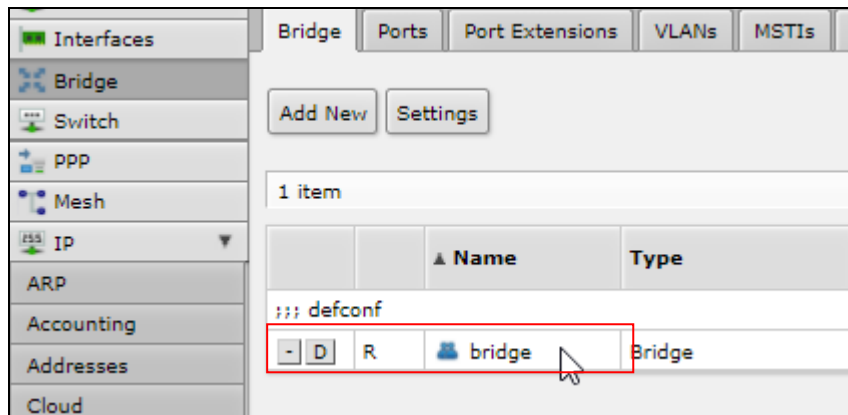 Interfaces
Bridge
Switch
PPP
Mesh
IP
ARP
Accounting
Addresses
Cloud
Bridge Ports Port Extensions VLANs MSTIs
Add New Settings
1 item
▲ Name Type
;;; defconf
- D R bridge Bridge